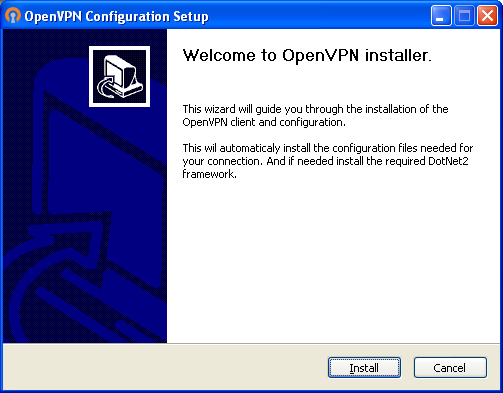 OpenVPN Configuration Setup
Welcome to OpenVPN installer.
This wizard will guide you through the installation of the
OpenVPN client and configuration.
This wil automaticaly install the configuration files needed for
your connection. And if needed install the required DotNet2
framework.
Install
Cancel